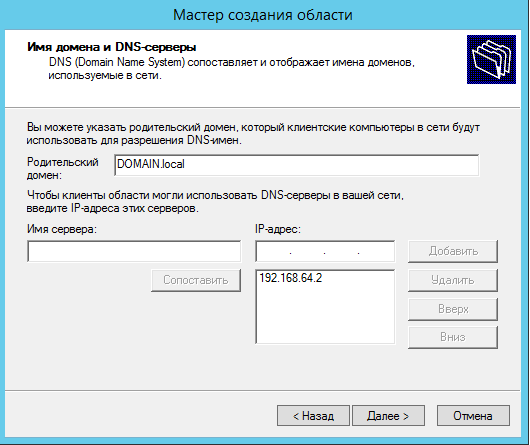 Мастер создания области
Имя домена и DNS-серверы
DNS (Domain Name System) сопоставляет и отображает имена доменов,
используемые в сети.
Вы можете указать родительский домен, который клиентские компьютеры в сети будут
использовать для разрешения DNS-имен.
Родительский
домен:
DOMAIN.local
Чтобы клиенты области могли использовать DNS-серверы в вашей сети,
введите IP-адреса этих серверов.
Имя сервера:
IP-адрес:
. . .
Добавить
Сопоставить
192.168.64.2
Удалить
Вверх
Вниз
< Назад
Далее >
Отмена